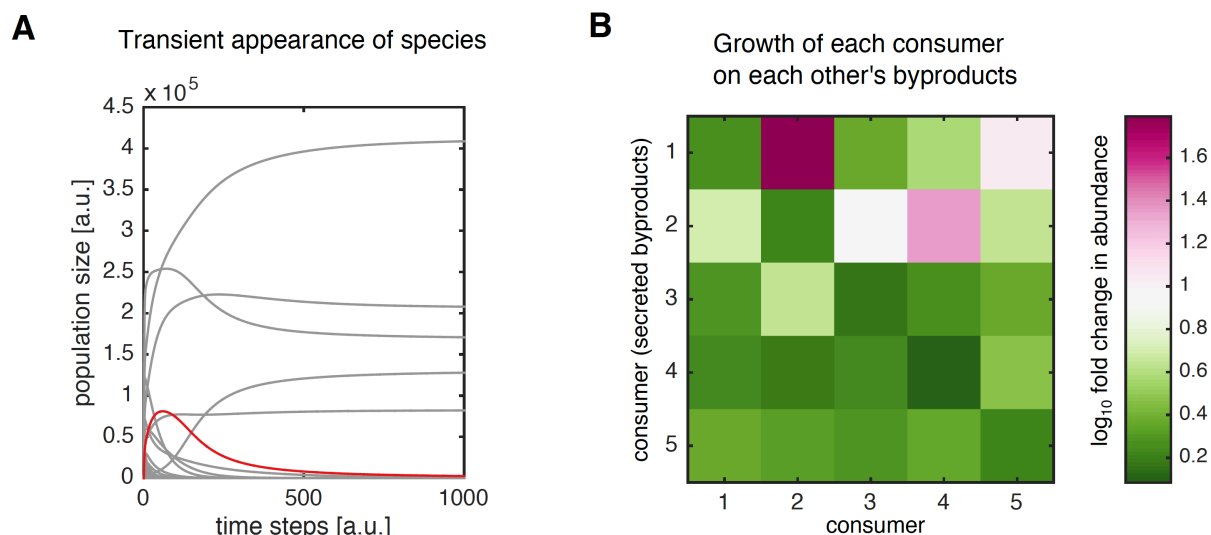 A
Transient appearance of species
x 10⁵
4.5
4
3.5
3
2.5
2
1.5
1
0.5
0
population size [a.u.]
0 500 1000
time steps [a.u.]
B
Growth of each consumer
on each other's byproducts
consumer (secreted byproducts)
1
2
3
4
5
1 2 3 4 5
consumer
log₁₀ fold change in abundance
1.6
1.4
1.2
1
0.8
0.6
0.4
0.2